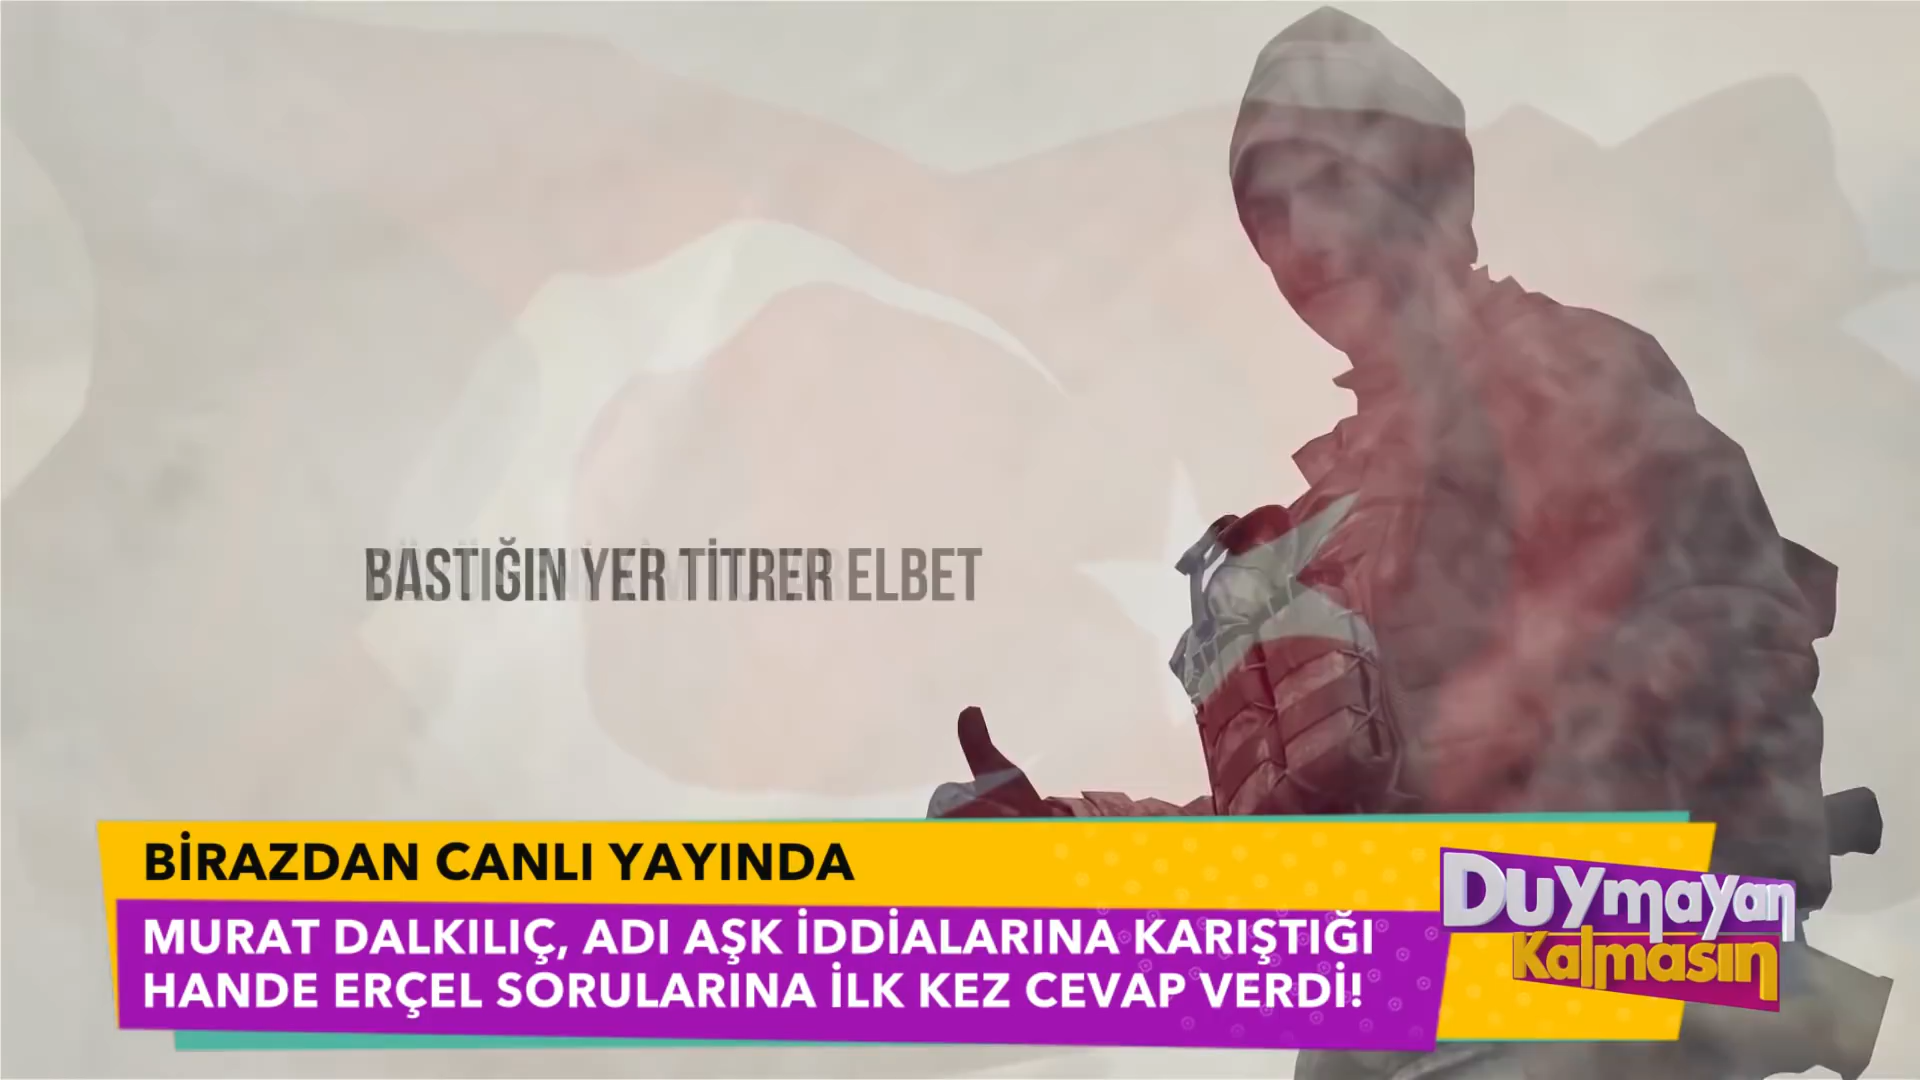 BASTIĞIN YER TİTRER ELBET
BİRAZDAN CANLI YAYINDA
MURAT DALKILIÇ, ADI AŞK İDDİALARINA KARIŞTIĞI
HANDE ERÇEL SORULARINA İLK KEZ CEVAP VERDİ!
Duymayan
Kalmasın